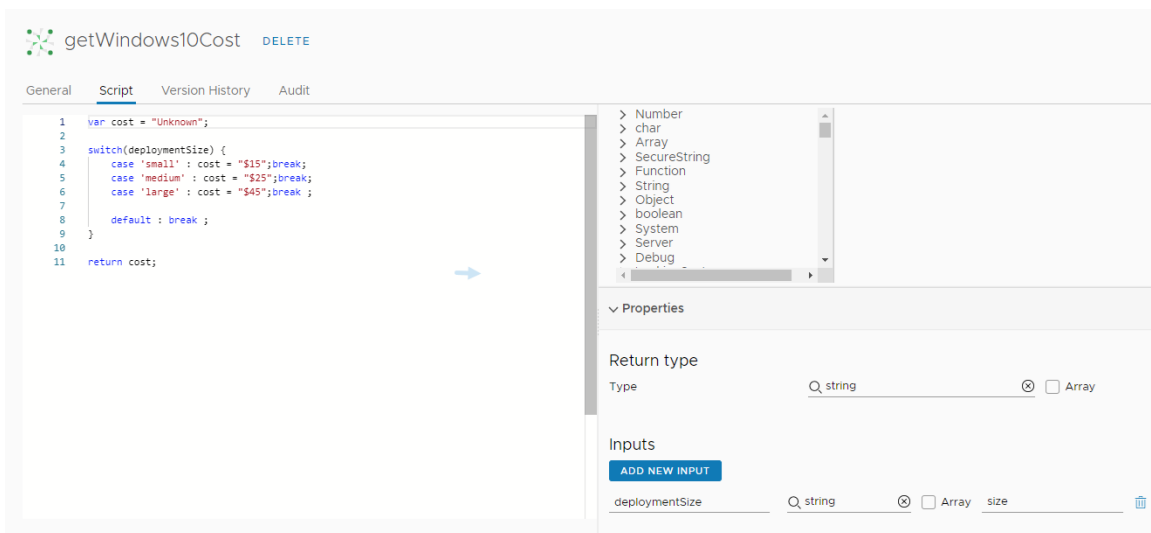 getWindows10Cost DELETE
General Script Version History Audit
1 var cost = "Unknown";
2
3 switch(deploymentSize) {
4 case 'small' : cost = "$15";break;
5 case 'medium' : cost = "$25";break;
6 case 'large' : cost = "$45";break ;
7
8 default : break ;
9 }
10
11 return cost;
Number
char
Array
SecureString
Function
String
Object
boolean
System
Server
Debug
Properties
Return type
Type string Array
Inputs
ADD NEW INPUT
deploymentSize string Array size